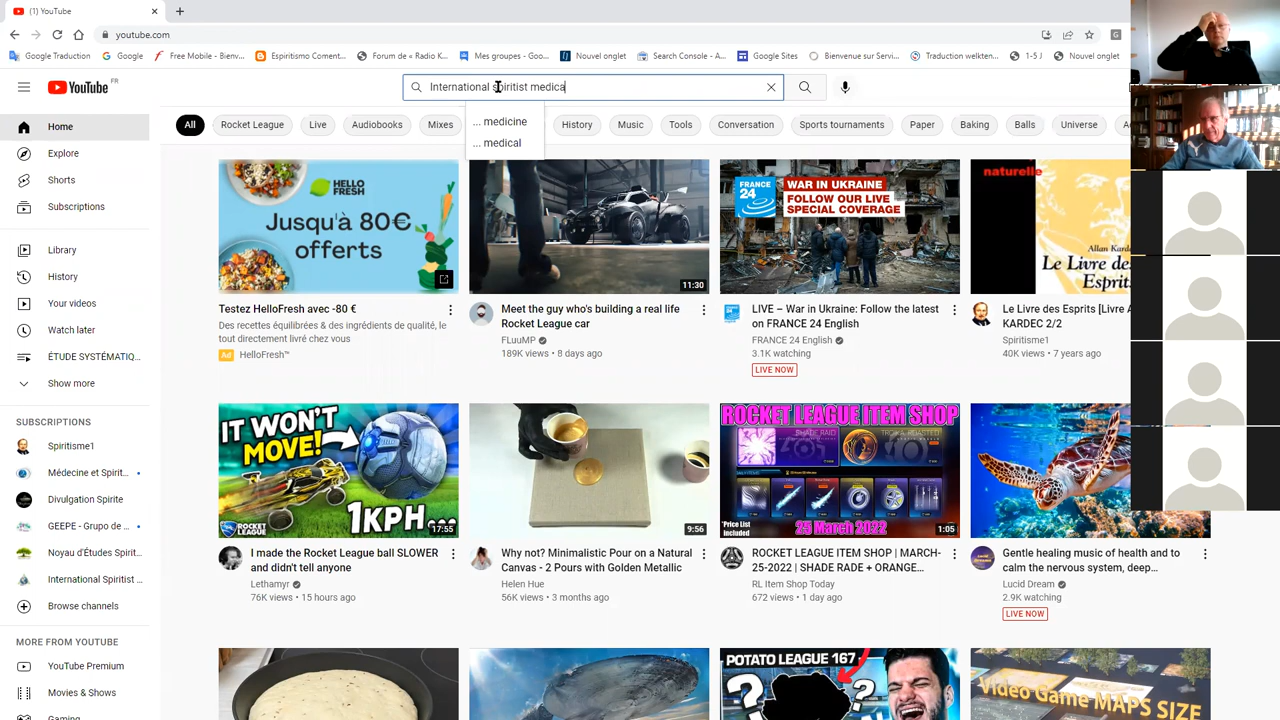 (1) YouTube
youtube.com
Google Traduction
Google
Free Mobile - Bienv...
Espiritismo Coment...
Forum de « Radio K...
Mes groupes - Goo...
Nouvel onglet
Search Console - A...
Google Sites
Bienvenue sur Servi...
Traduction welkten...
1-5 J
Nouvel onglet
YouTube FR
International spiritist medica
... medicine
... medical
Home
Explore
Shorts
Subscriptions
Library
History
Your videos
Watch later
ÉTUDE SYSTÉMATIQ...
Show more
SUBSCRIPTIONS
Spiritisme1
Médecine et Spirit...
Divulgation Spirite
GEEPE - Grupo de ...
Noyau d'Études Spirit...
International Spiritist ...
Browse channels
MORE FROM YOUTUBE
YouTube Premium
Movies & Shows
Gaming
All
Rocket League
Live
Audiobooks
Mixes
History
Music
Tools
Conversation
Sports tournaments
Paper
Baking
Balls
Universe
HELLO
FRESH
Jusqu'à 80€
offerts
Testez HelloFresh avec -80 €
Des recettes équilibrées & des ingrédients de qualité, le
tout directement livré chez vous
Ad HelloFresh™
11:30
Meet the guy who's building a real life
Rocket League car
FLuuMP
189K views • 8 days ago
FRANCE
24
WAR IN UKRAINE
FOLLOW OUR LIVE
SPECIAL COVERAGE
LIVE – War in Ukraine: Follow the latest
on FRANCE 24 English
FRANCE 24 English
3.1K watching
LIVE NOW
naturelle
Allan Kardec
Le Livre des
Esprits
Le Livre des Esprits [Livre A
KARDEC 2/2
Spiritisme1
40K views • 7 years ago
IT WON'T
MOVE!
1KPH
17:55
I made the Rocket League ball SLOWER
and didn't tell anyone
Lethamyr
76K views • 15 hours ago
9:56
Why not? Minimalistic Pour on a Natural
Canvas - 2 Pours with Golden Metallic
Helen Hue
56K views • 3 months ago
ROCKET LEAGUE ITEM SHOP
SHADE RAID
*Price List
Included
25 March 2022
1:05
ROCKET LEAGUE ITEM SHOP | MARCH-
25-2022 | SHADE RADE + ORANGE...
RL Item Shop Today
672 views • 1 day ago
Gentle healing music of health and to
calm the nervous system, deep...
Lucid Dream
2.9K watching
LIVE NOW
POTATO LEAGUE 167
Video Game MAPS SIZE